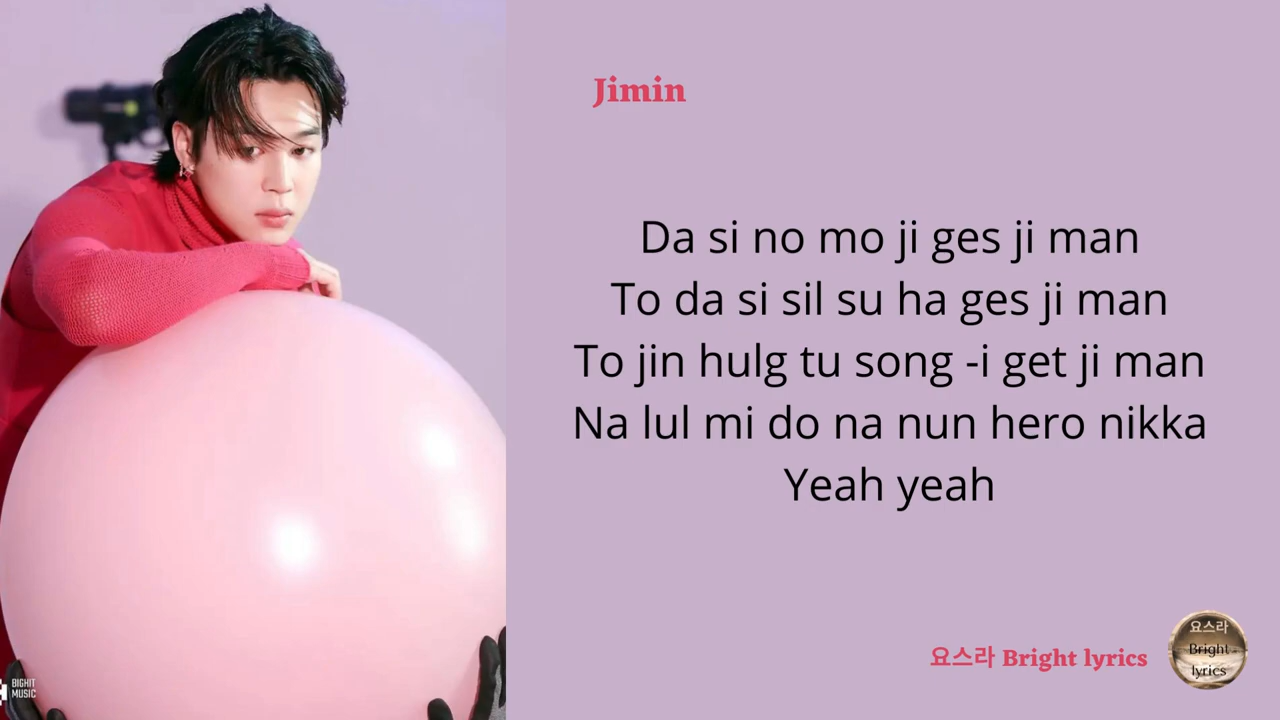 Jimin
Da si no mo ji ges ji man
To da si sil su ha ges ji man
To jin hulg tu song -i get ji man
Na lul mi do na nun hero nikka
Yeah yeah
요스라 Bright lyrics
요스라
Bright
lyrics
BIGHIT
MUSIC